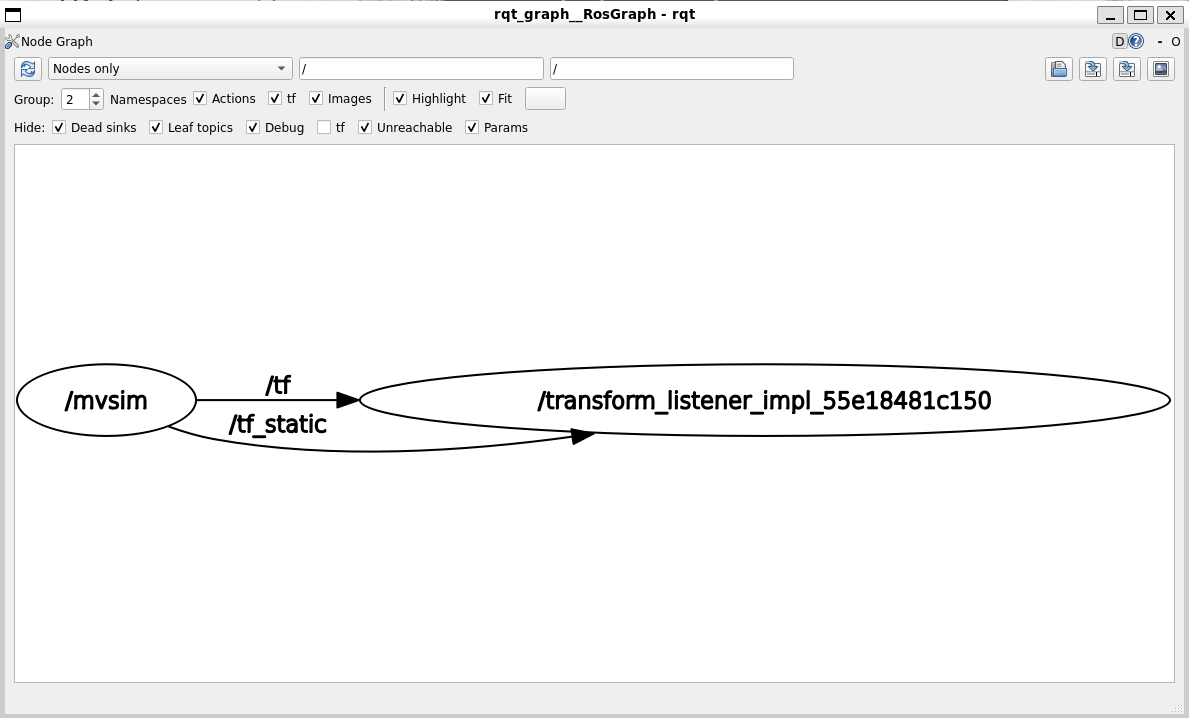 rqt_graph__RosGraph - rqt
Node Graph
D
- O
Nodes only
/
/
Group: 2 Namespaces Actions tf Images Highlight Fit
Hide: Dead sinks Leaf topics Debug tf Unreachable Params
/mvsim
/tf
/tf_static
/transform_listener_impl_55e18481c150